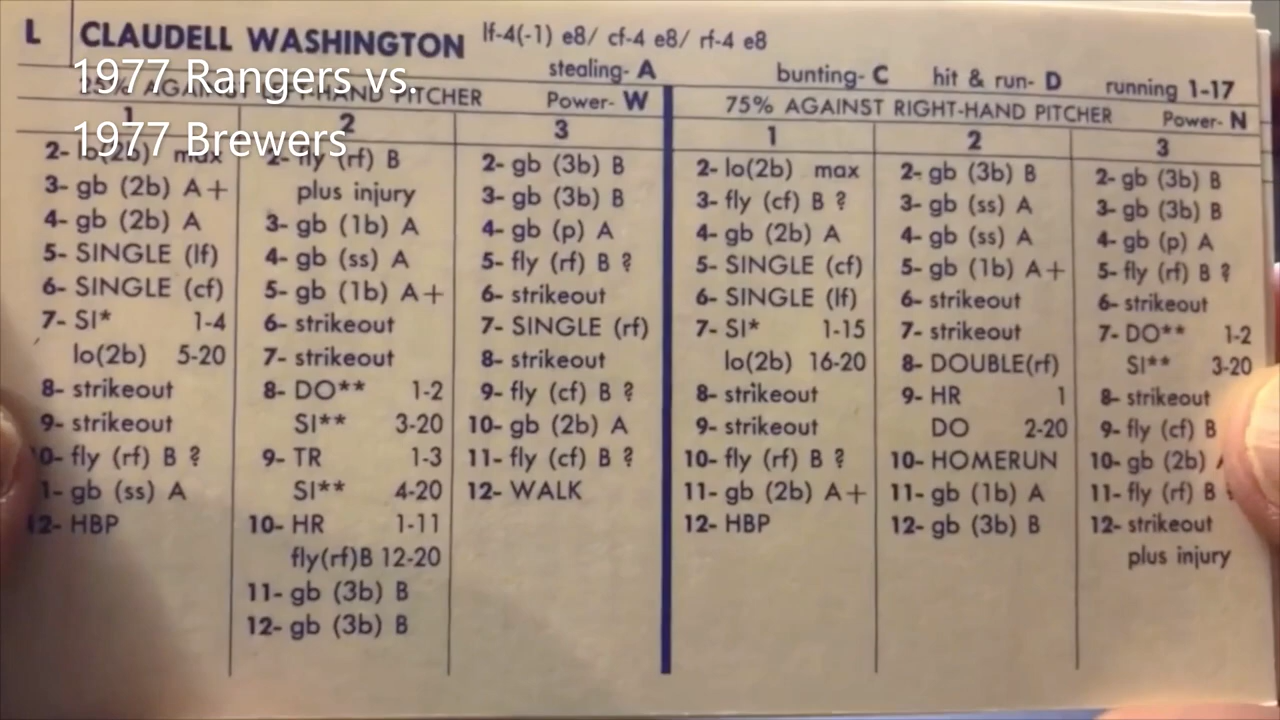 L CLAUDELL WASHINGTON lf-4(-1) e8/ cf-4 e8/ rf-4 e8
stealing- A bunting- C hit & run- D running 1-17
1977 Rangers vs.
1977 Brewers
AGAINST PITCHER Power- W
1 2 3
2- lo(2b) max
3- gb (2b) A+
4- gb (2b) A
5- SINGLE (lf)
6- SINGLE (cf)
7- SI* 1-4
lo(2b) 5-20
8- strikeout
9- strikeout
10- fly (rf) B ?
11- gb (ss) A
12- HBP
2- fly (rf) B
plus injury
3- gb (1b) A
4- gb (ss) A
5- gb (1b) A+
6- strikeout
7- strikeout
8- DO** 1-2
SI** 3-20
9- TR 1-3
SI** 4-20
10- HR 1-11
fly(rf)B 12-20
11- gb (3b) B
12- gb (3b) B
2- gb (3b) B
3- gb (3b) B
4- gb (p) A
5- fly (rf) B ?
6- strikeout
7- SINGLE (rf)
8- strikeout
9- fly (cf) B ?
10- gb (2b) A
11- fly (cf) B ?
12- WALK
75% AGAINST RIGHT-HAND PITCHER Power- N
1 2 3
2- lo(2b) max
3- fly (cf) B ?
4- gb (2b) A
5- SINGLE (cf)
6- SINGLE (lf)
7- SI* 1-15
lo(2b) 16-20
8- strikeout
9- strikeout
10- fly (rf) B ?
11- gb (2b) A+
12- HBP
2- gb (3b) B
3- gb (ss) A
4- gb (ss) A
5- gb (1b) A+
6- strikeout
7- strikeout
8- DOUBLE(rf)
9- HR 1
DO 2-20
10- HOMERUN
11- gb (1b) A
12- gb (3b) B
2- gb (3b) B
3- gb (3b) B
4- gb (p) A
5- fly (rf) B ?
6- strikeout
7- DO** 1-2
SI** 3-20
8- strikeout
9- fly (cf) B
10- gb (2b)
11- fly (rf) B
12- strikeout
plus injury